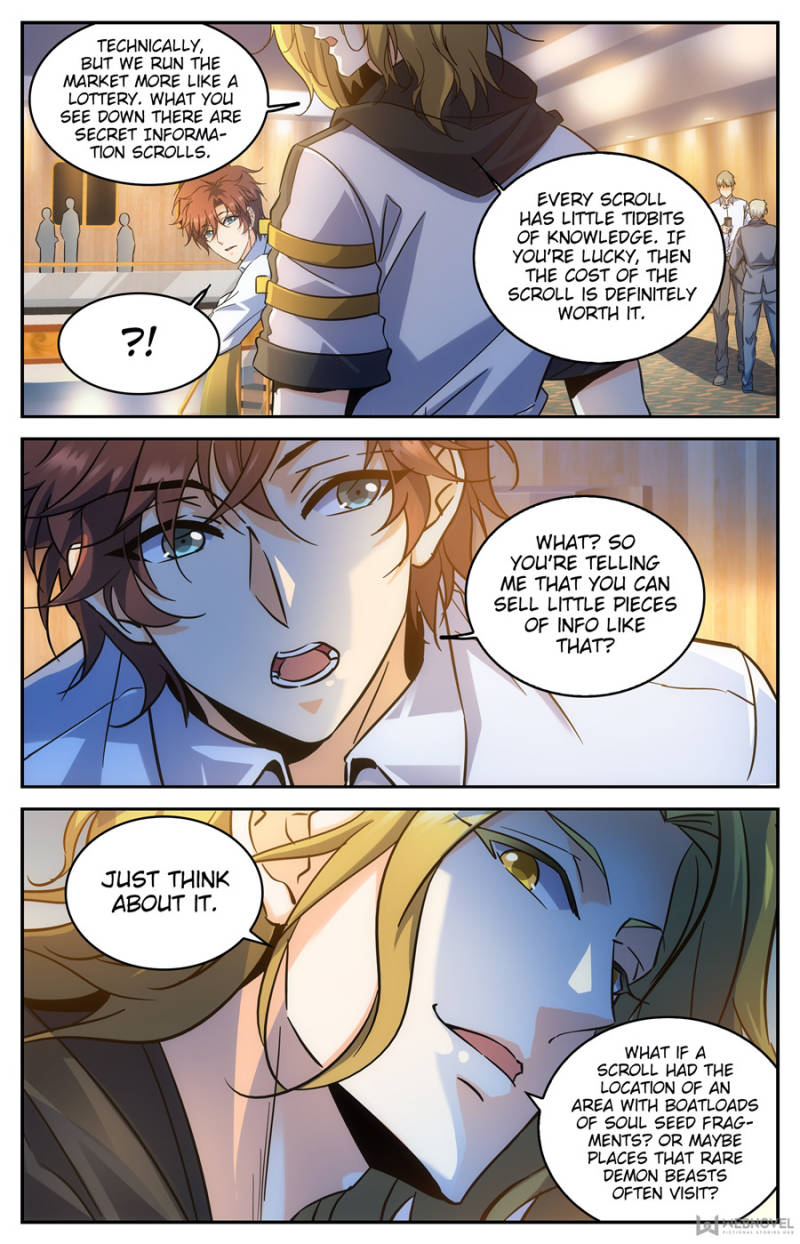 TECHNICALLY,
BUT WE RUN THE
MARKET MORE LIKE A
LOTTERY. WHAT YOU
SEE DOWN THERE ARE
SECRET INFORMA-
TION SCROLLS.
EVERY SCROLL
HAS LITTLE TIDBITS
OF KNOWLEDGE. IF
YOU'RE LUCKY, THEN
THE COST OF THE
SCROLL IS DEFINITELY
WORTH IT.
?!
WHAT? SO
YOU'RE TELLING
ME THAT YOU CAN
SELL LITTLE PIECES
OF INFO LIKE
THAT?
JUST THINK
ABOUT IT.
WHAT IF A
SCROLL HAD THE
LOCATION OF AN
AREA WITH BOATLOADS
OF SOUL SEED FRAG-
MENTS? OR MAYBE
PLACES THAT RARE
DEMON BEASTS
OFTEN VISIT?
WEBNOVEL
FICTIONAL STORIES HUB